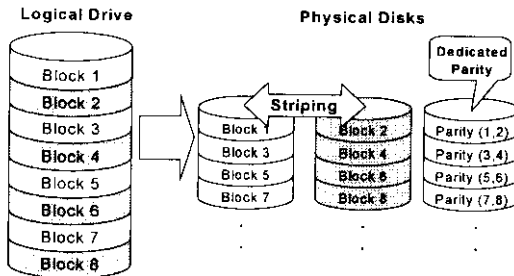 Logical Drive
Physical Disks
Dedicated
Parity
Striping
Block 1
Block 2
Block 3
Block 4
Block 5
Block 6
Block 7
Block 8
Block 1
Block 3
Block 5
Block 7
Block 2
Block 4
Block 6
Block 8
Parity (1,2)
Parity (3,4)
Parity (5,6)
Parity (7,8)